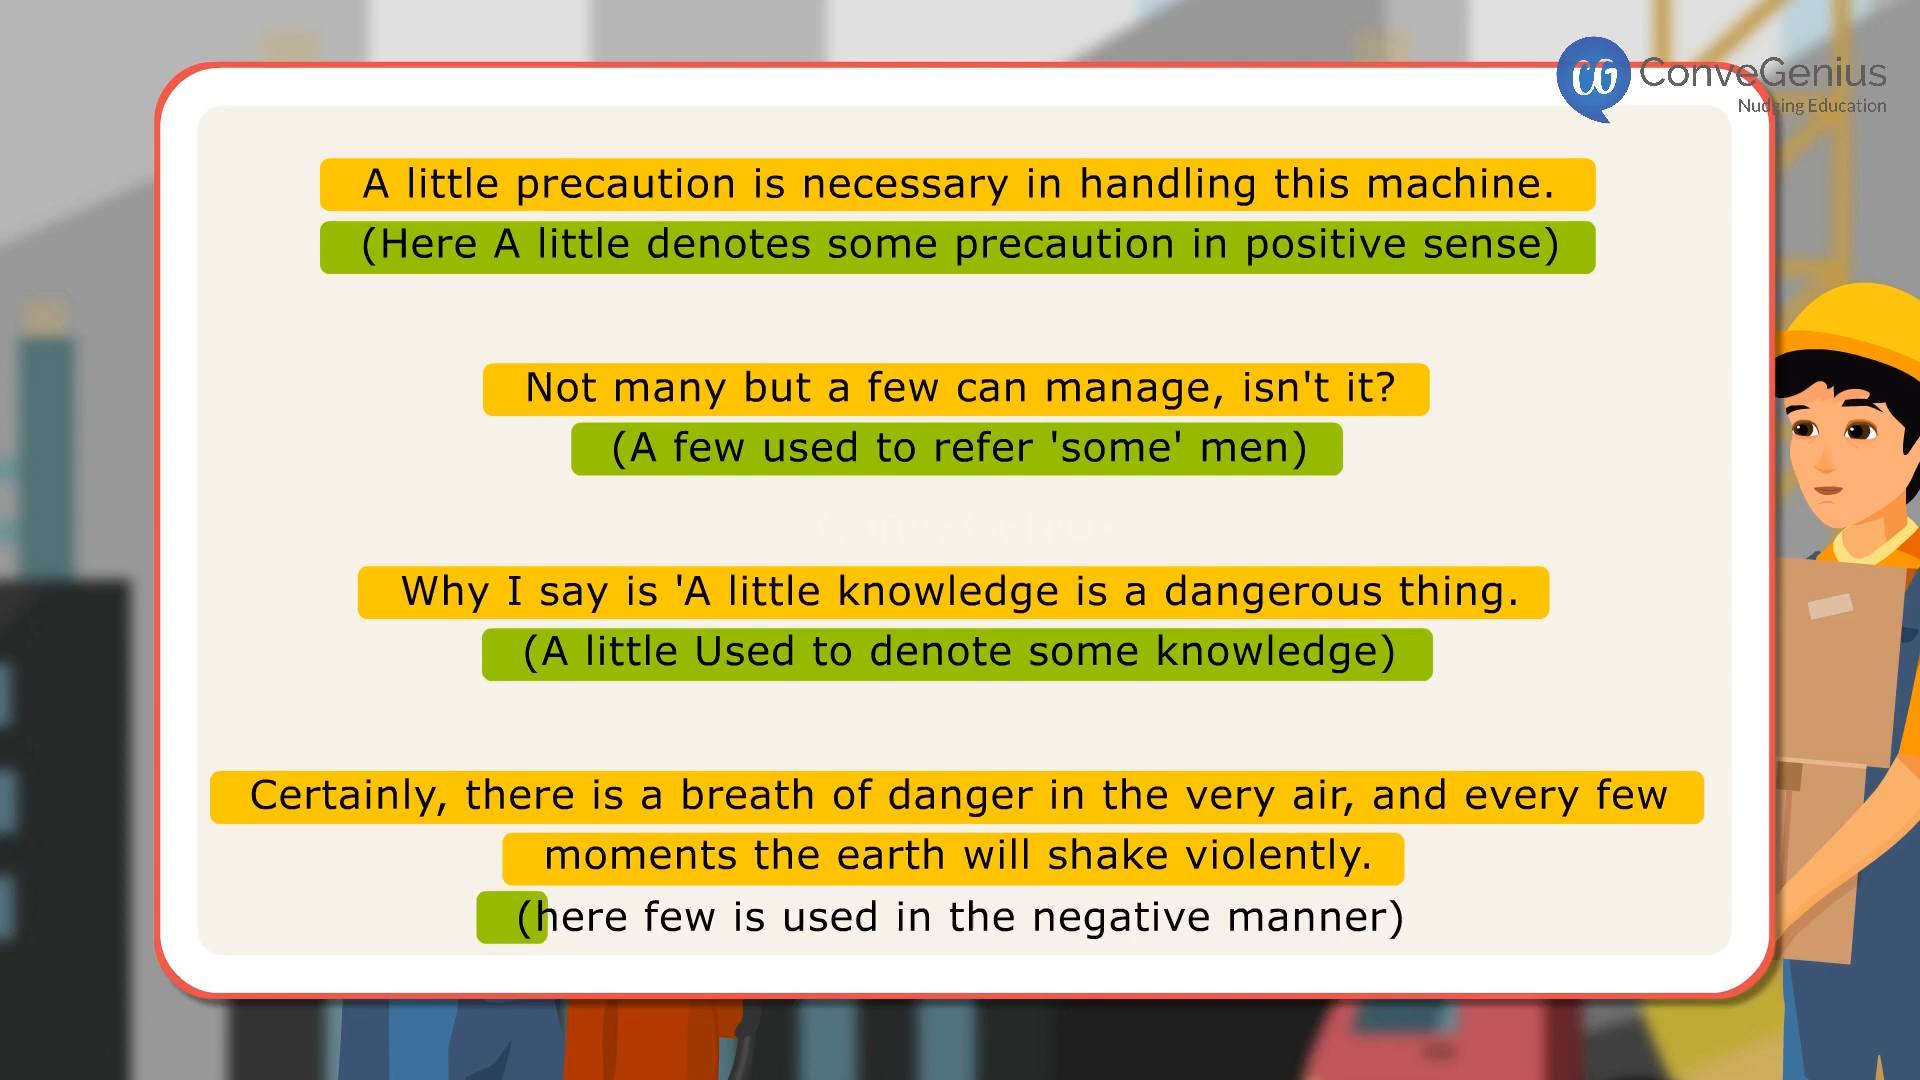 ConveGenius
Nudging Education
A little precaution is necessary in handling this machine.
(Here A little denotes some precaution in positive sense)
Not many but a few can manage, isn't it?
(A few used to refer 'some' men)
ConveGenius
Why I say is 'A little knowledge is a dangerous thing.
(A little Used to denote some knowledge)
Certainly, there is a breath of danger in the very air, and every few
moments the earth will shake violently.
(here few is used in the negative manner)